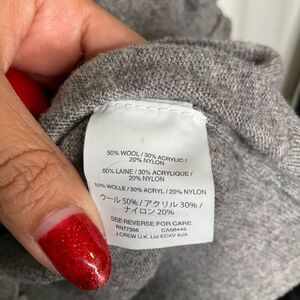 50% WOOL / 30% ACRYLIC /
20% NYLON
50% LAINE / 30% ACRYLIQUE /
20% NYLON
50% WOLLE / 30% ACRYL / 20% NYLON
ウール 50% / アクリル 30% /
ナイロン 20%
SEE REVERSE FOR CARE
RN77388 CA56445
J.CREW U.K. Ltd EC4V 6JA